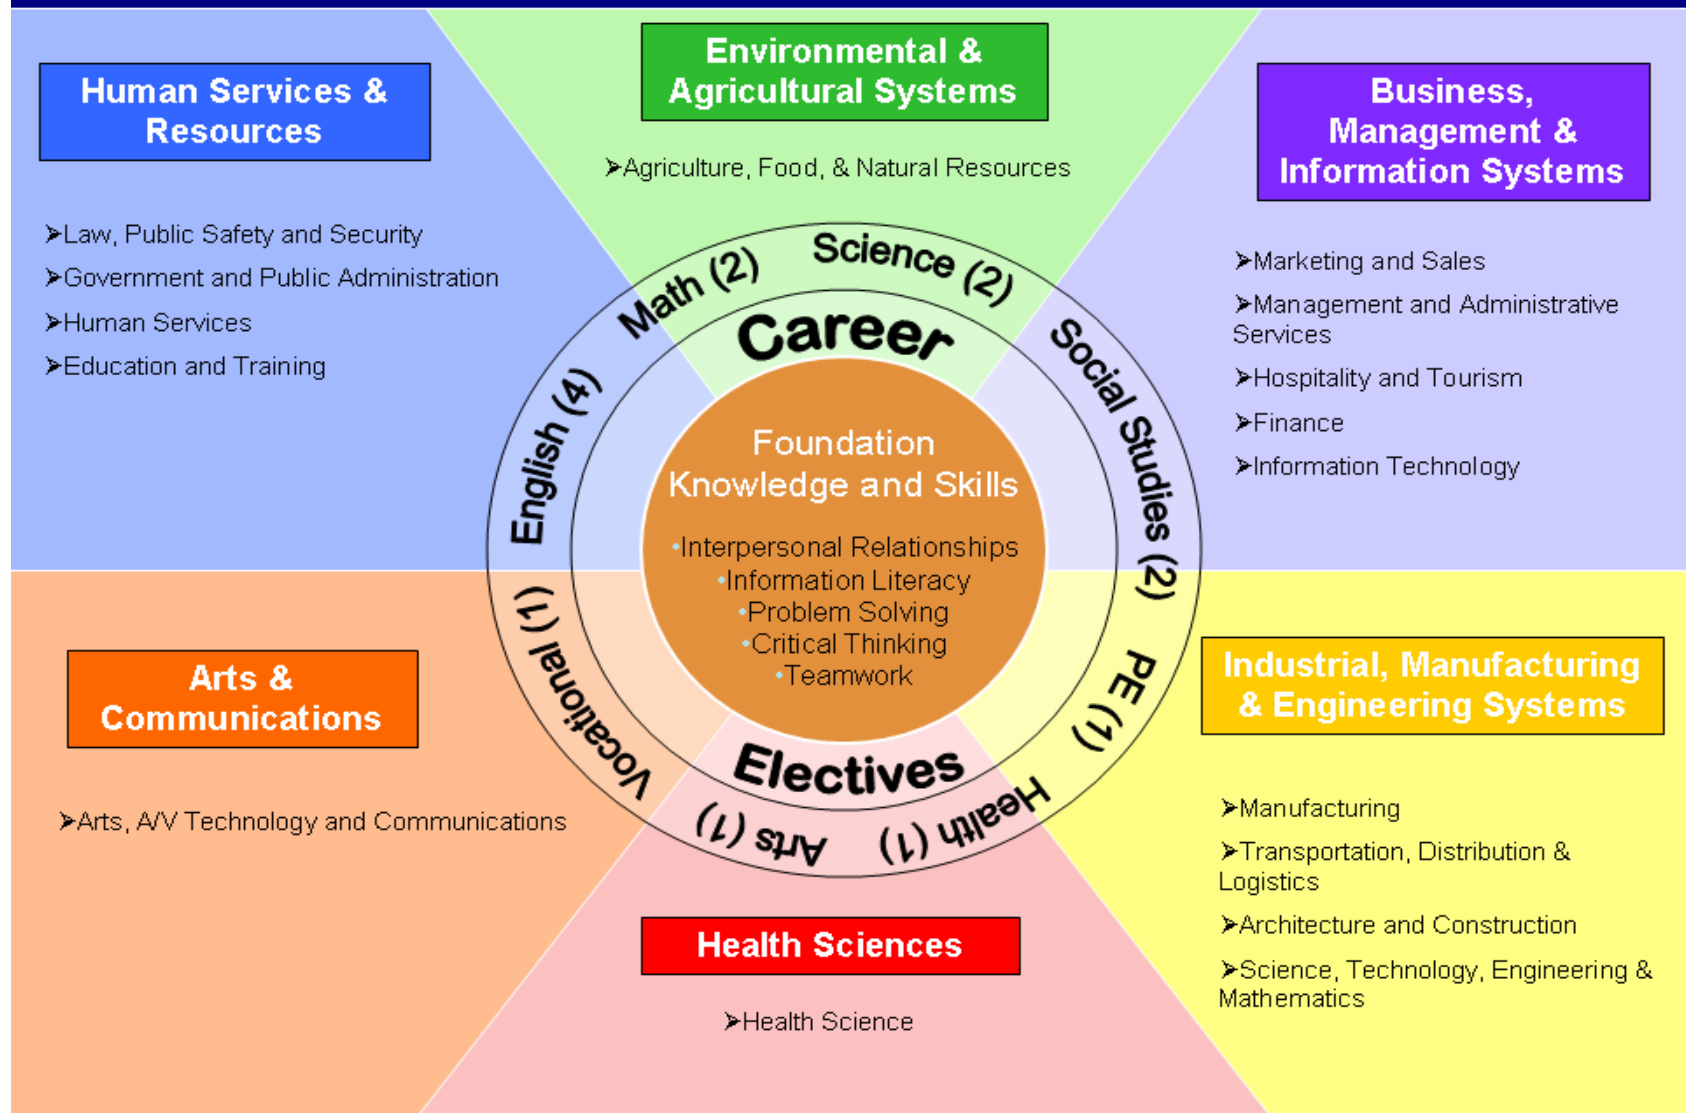 Environmental &
Agricultural Systems
➤Agriculture, Food, & Natural Resources
Human Services &
Resources
➤Law, Public Safety and Security
➤Government and Public Administration
➤Human Services
➤Education and Training
Business,
Management &
Information Systems
➤Marketing and Sales
➤Management and Administrative
Services
➤Hospitality and Tourism
➤Finance
➤Information Technology
English (4)
Math (2)
Science (2)
Social Studies (2)
PE (1)
Health (1)
Arts (1)
Vocational (1)
Career
Electives
Foundation
Knowledge and Skills
•Interpersonal Relationships
•Information Literacy
•Problem Solving
•Critical Thinking
•Teamwork
Arts &
Communications
➤Arts, A/V Technology and Communications
Health Sciences
➤Health Science
Industrial, Manufacturing
& Engineering Systems
➤Manufacturing
➤Transportation, Distribution &
Logistics
➤Architecture and Construction
➤Science, Technology, Engineering &
Mathematics